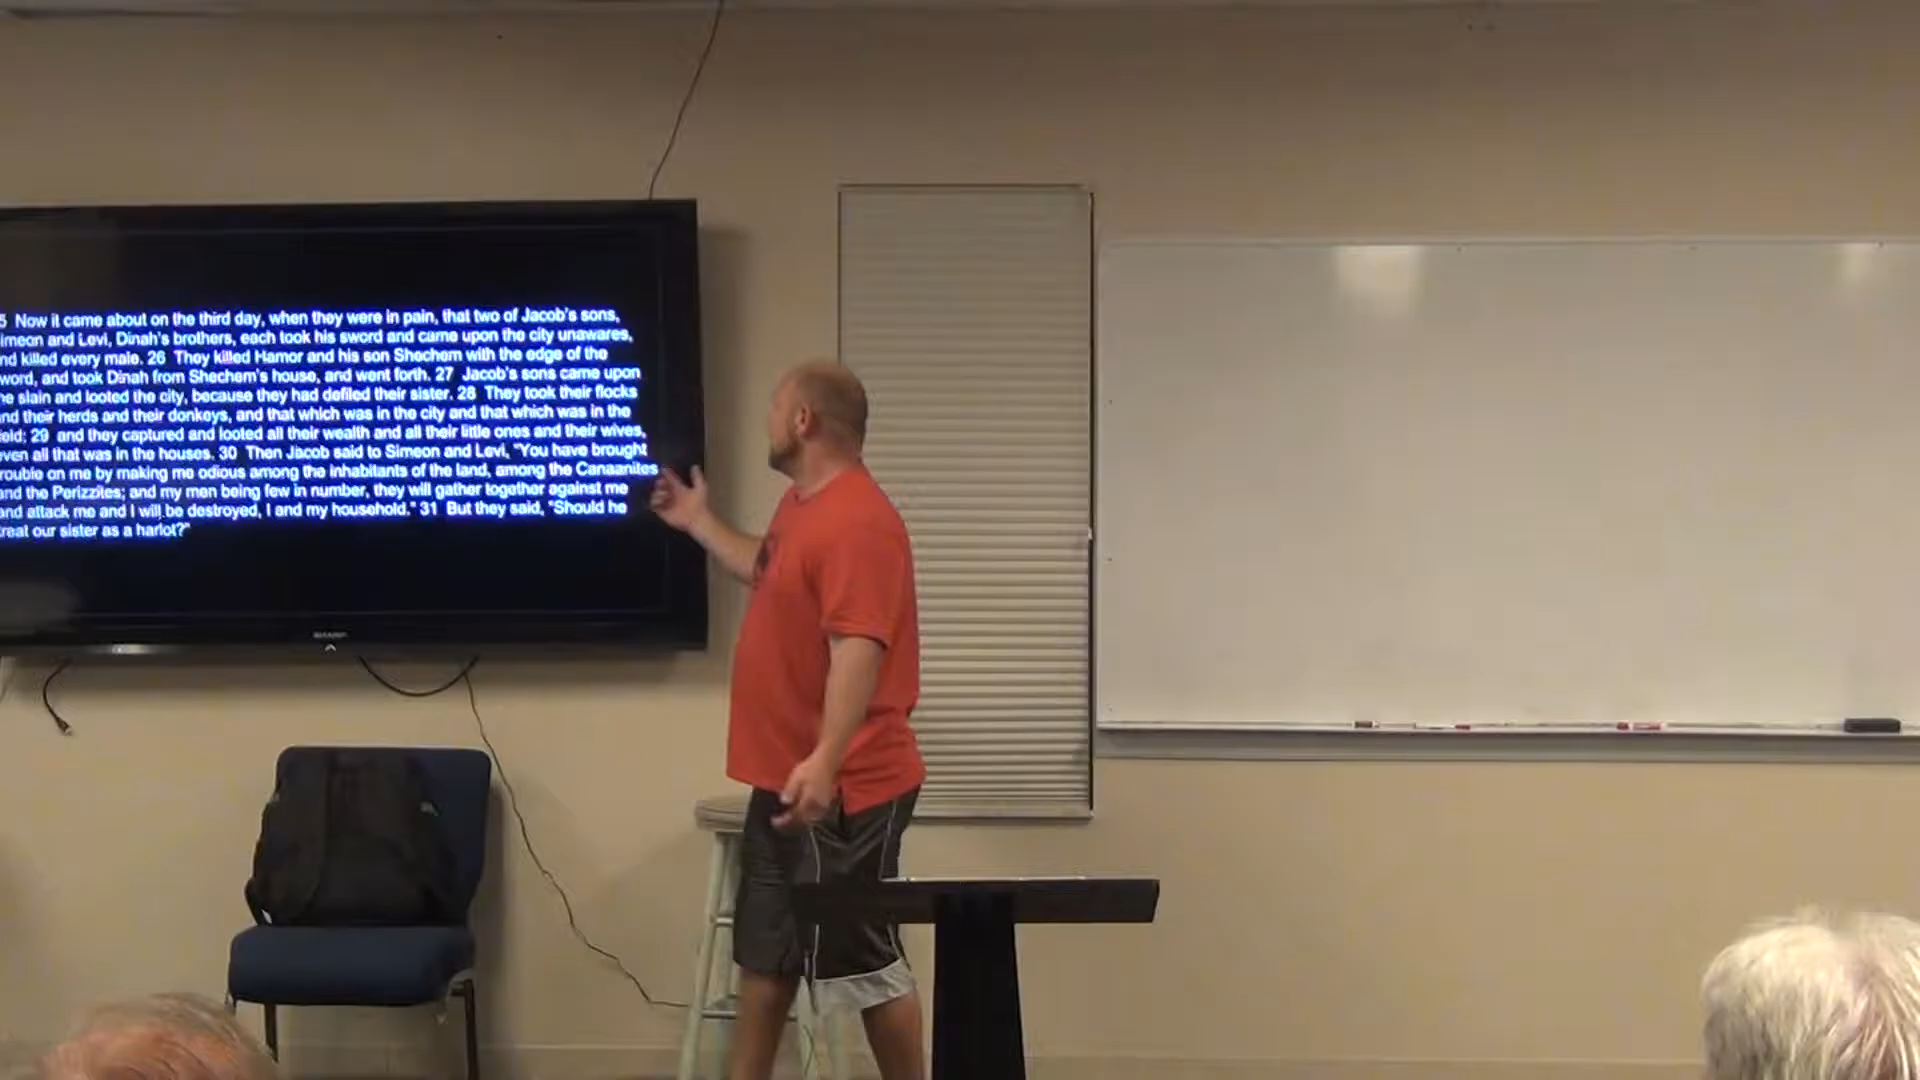 5 Now it came about on the third day, when they were in pain, that two of Jacob's sons,
imeon and Levi, Dinah's brothers, each took his sword and came upon the city unawares,
nd killed every male. 26 They killed Hamor and his son Shechem with the edge of the
word, and took Dinah from Shechem's house, and went forth. 27 Jacob's sons came upon
he slain and looted the city, because they had defiled their sister. 28 They took their flocks
nd their herds and their donkeys, and that which was in the city and that which was in the
eld; 29 and they captured and looted all their wealth and all their little ones and their wives,
even all that was in the houses. 30 Then Jacob said to Simeon and Levi, "You have brought
rouble on me by making me odious among the inhabitants of the land, among the Canaanites
and the Perizzites; and my men being few in number, they will gather together against me
and attack me and I will be destroyed, I and my household." 31 But they said, "Should he
treat our sister as a harlot?"
SHARP